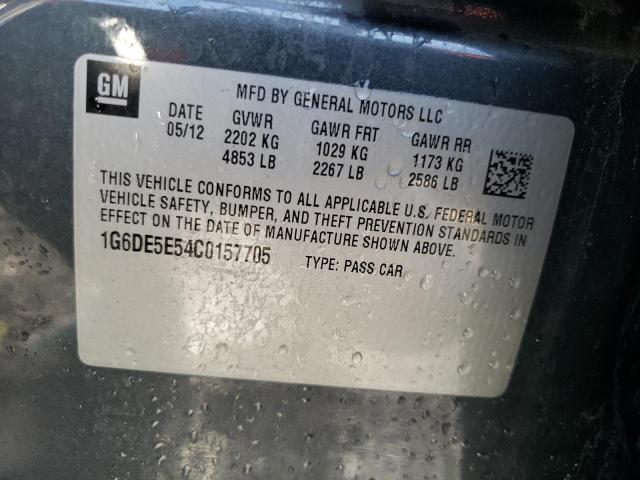 GM
MFD BY GENERAL MOTORS LLC
DATE GVWR GAWR FRT GAWR RR
05/12 2202 KG 1029 KG 1173 KG
4853 LB 2267 LB 2586 LB
THIS VEHICLE CONFORMS TO ALL APPLICABLE U.S. FEDERAL MOTOR
VEHICLE SAFETY, BUMPER, AND THEFT PREVENTION STANDARDS IN
EFFECT ON THE DATE OF MANUFACTURE SHOWN ABOVE.
1G6DE5E54C0157705 TYPE: PASS CAR